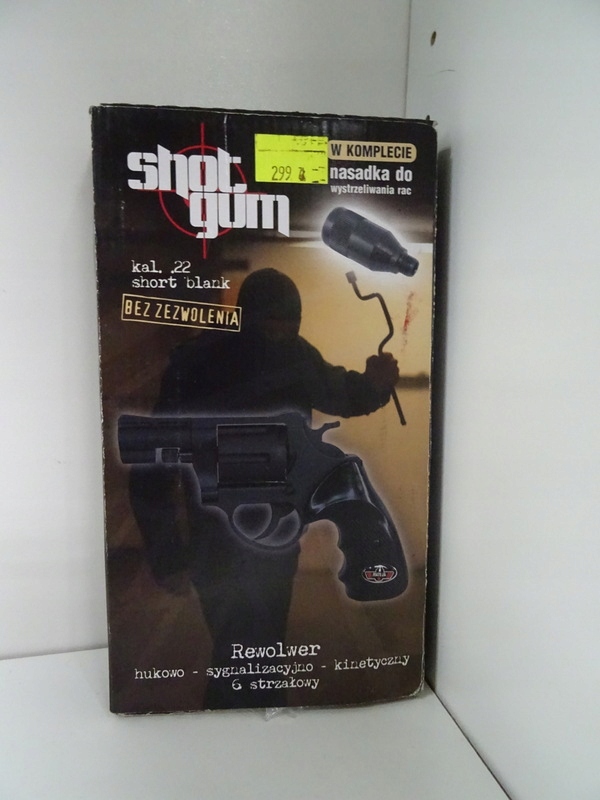 shot
gum
299 zł
W KOMPLECIE
nasadka do
wystrzeliwania rac
kal. .22
short blank
BEZ ZEZWOLENIA
Rewolwer
hukowo - sygnalizacyjno - kinetyczny
6 strzałowy